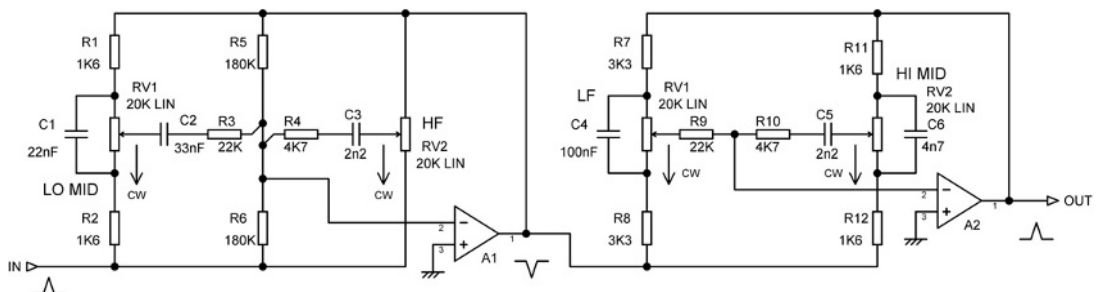 R1
1K6
R5
180K
R7
3K3
R11
1K6
HI MID
RV1
20K LIN
C2
R3
R4
C3
HF
C1
22nF
33nF
22K
4K7
2n2
RV2
20K LIN
LO MID
CW
CW
LF
RV1
20K LIN
R9
R10
C5
RV2
20K LIN
C4
100nF
22K
4K7
2n2
C6
4n7
CW
CW
R2
1K6
R6
180K
2
3
1
A1
R8
3K3
R12
1K6
2
3
1
A2
OUT
IN